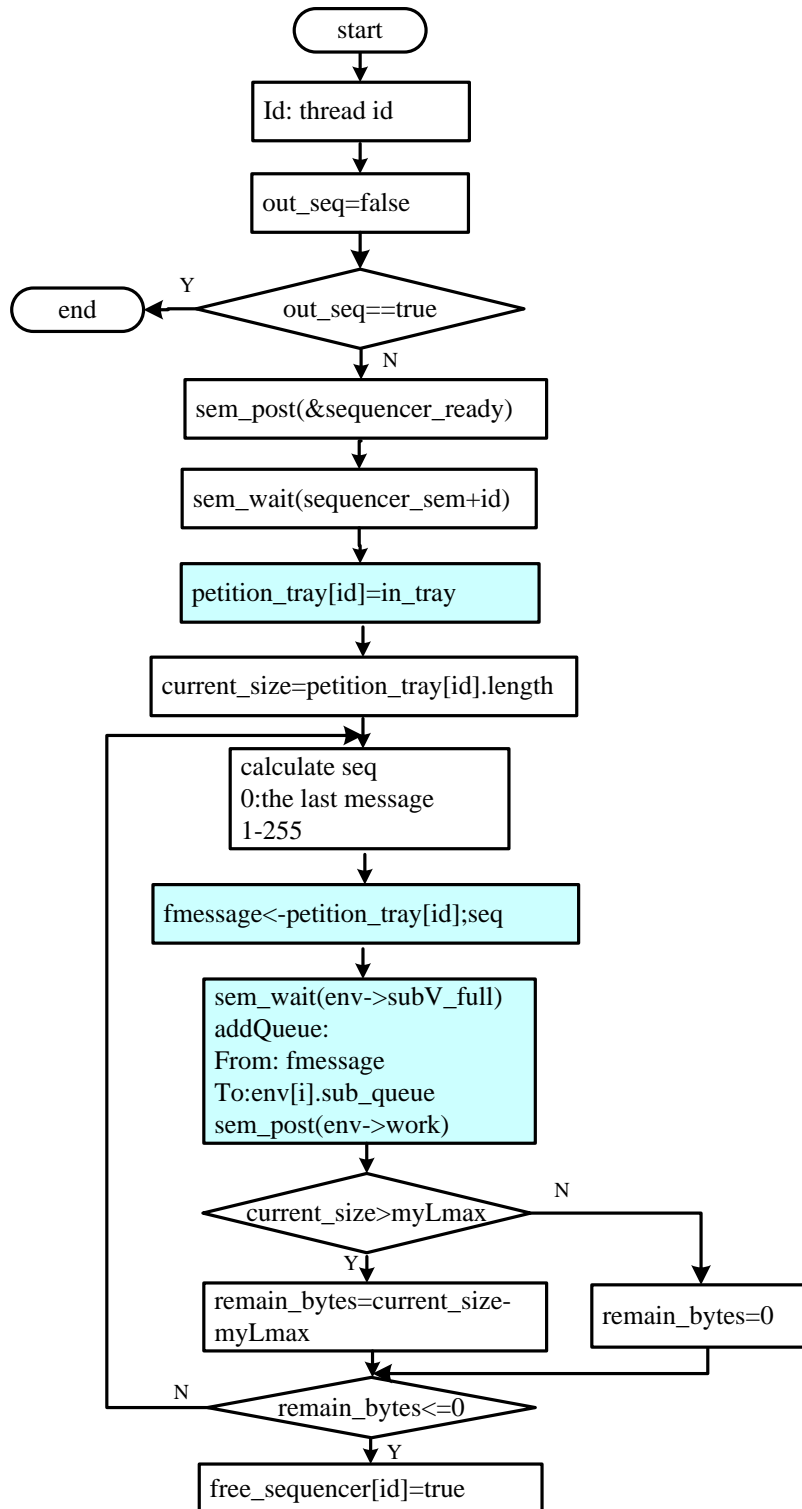 start
Id: thread id
out_seq=false
Y
end
out_seq==true
N
sem_post(&sequencer_ready)
sem_wait(sequencer_sem+id)
petition_tray[id]=in_tray
current_size=petition_tray[id].length
calculate seq
0:the last message
1-255
fmessage<-petition_tray[id];seq
sem_wait(env->subV_full)
addQueue:
From: fmessage
To:env[i].sub_queue
sem_post(env->work)
current_size>myLmax
N
Y
remain_bytes=current_size-
myLmax
remain_bytes=0
N
remain_bytes<=0
Y
free_sequencer[id]=true